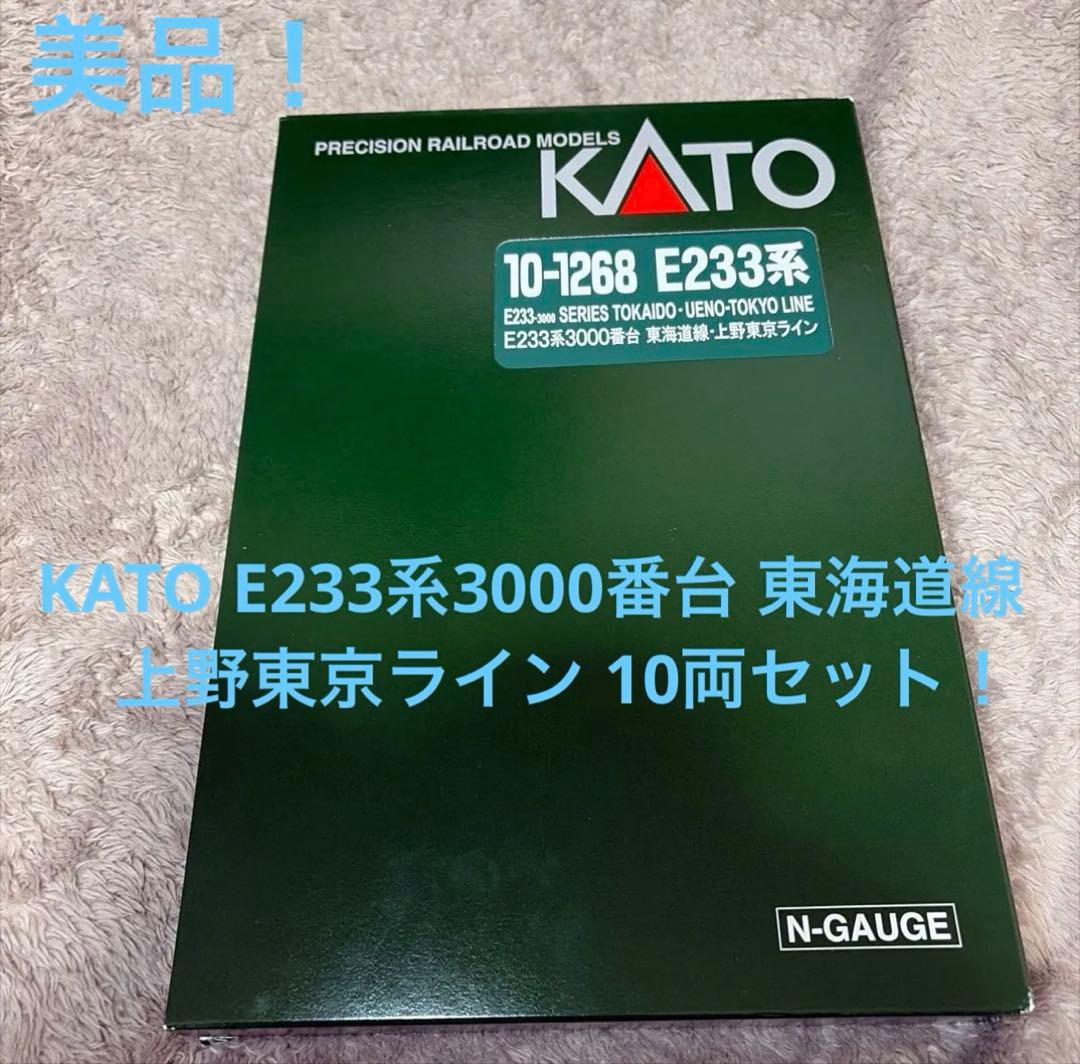 美品！
PRECISION RAILROAD MODELS
KATO
10-1268 E233系
E233-3000 SERIES TOKAIDO・UENO-TOKYO LINE
E233系3000番台 東海道線・上野東京ライン
KATO E233系3000番台 東海道線
上野東京ライン 10両セット！
N-GAUGE